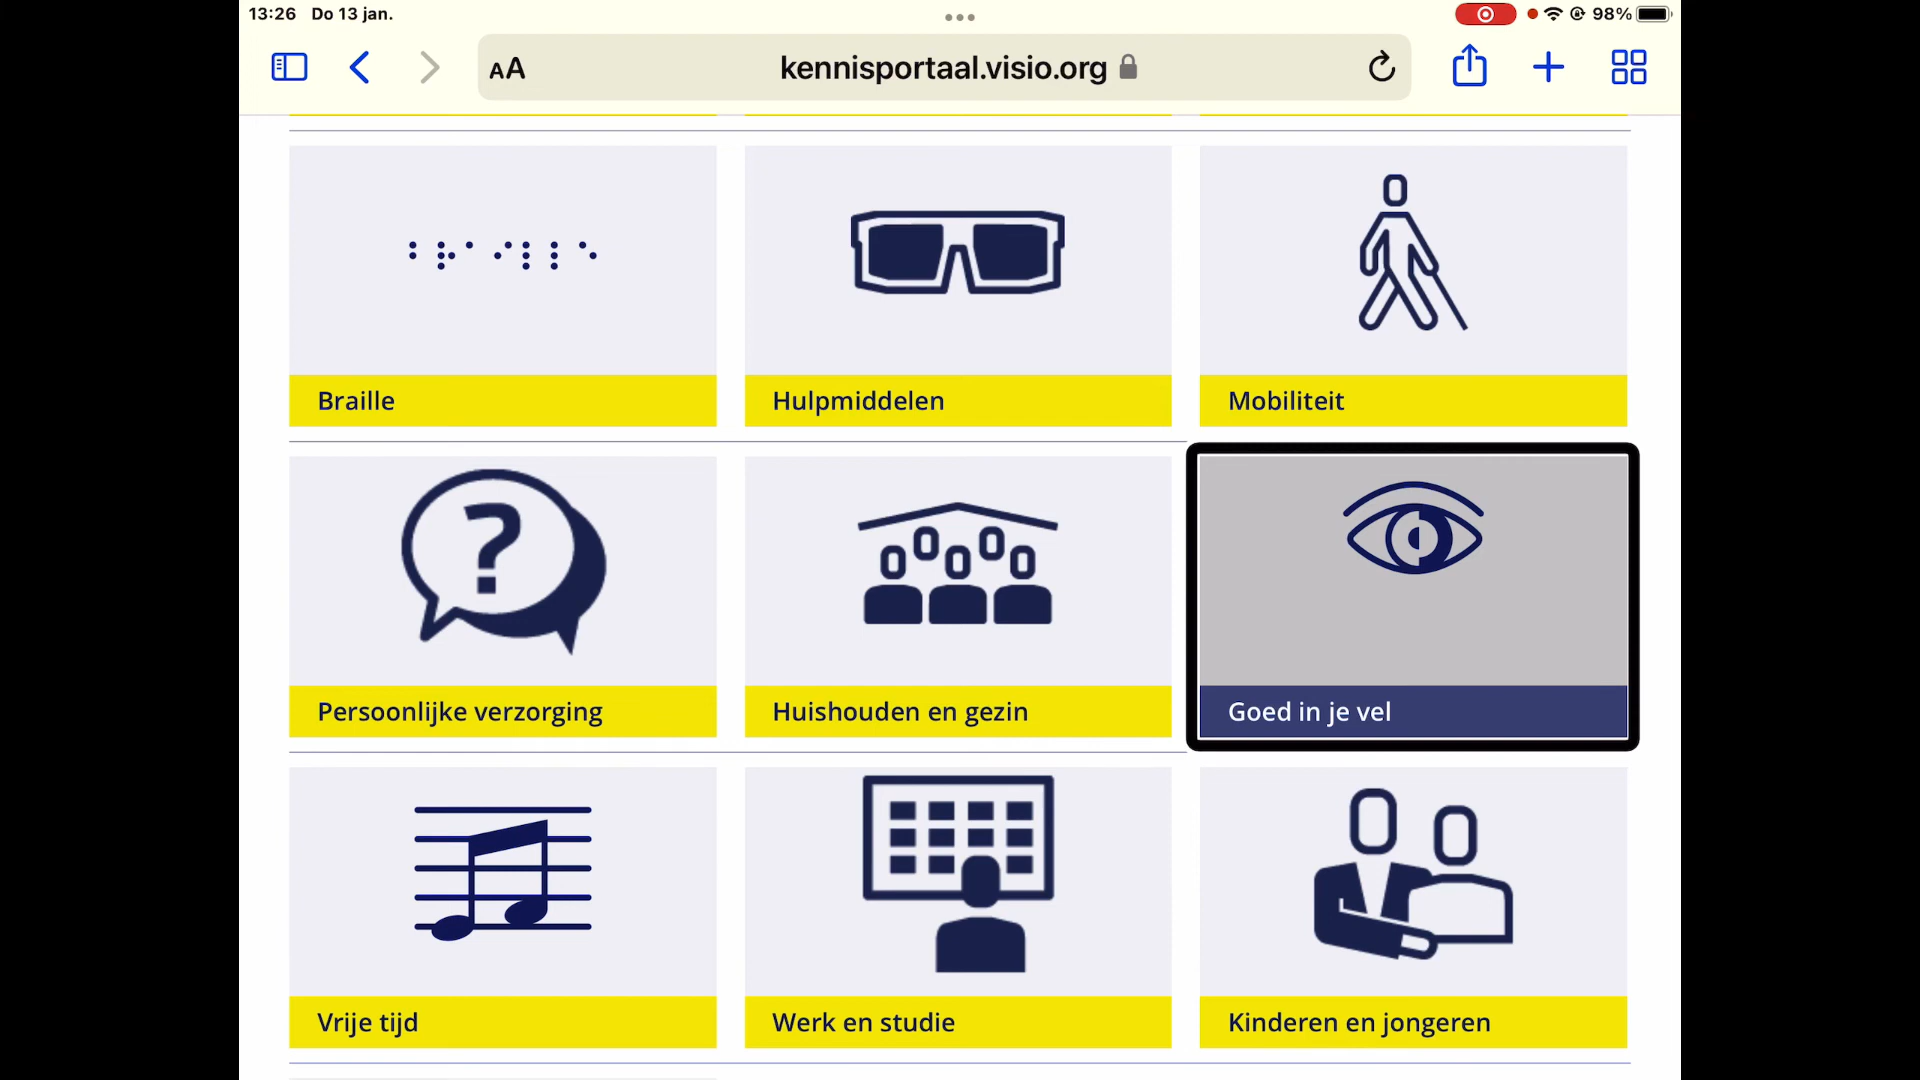 13:26 Do 13 jan.
98%
AA kennisportaal.visio.org
⠃⠗⠁⠊⠇⠇⠑
Braille
Hulpmiddelen
Mobiliteit
?
Persoonlijke verzorging
Huishouden en gezin
Goed in je vel
Vrije tijd
Werk en studie
Kinderen en jongeren